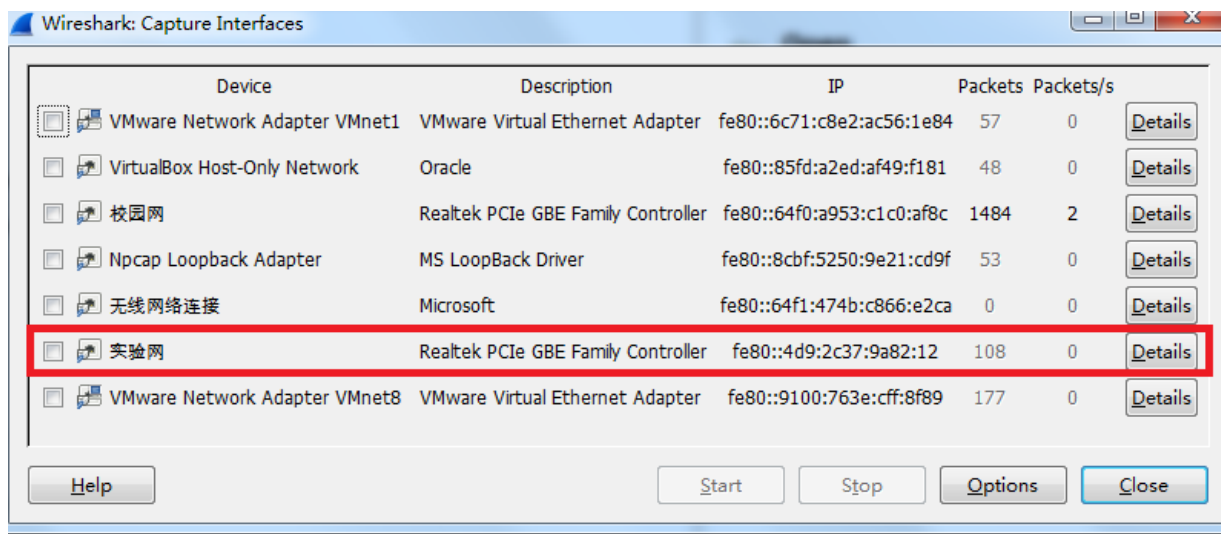 Wireshark: Capture Interfaces
Device Description IP Packets Packets/s
VMware Network Adapter VMnet1 VMware Virtual Ethernet Adapter fe80::6c71:c8e2:ac56:1e84 57 0 Details
VirtualBox Host-Only Network Oracle fe80::85fd:a2ed:af49:f181 48 0 Details
校园网 Realtek PCIe GBE Family Controller fe80::64f0:a953:c1c0:af8c 1484 2 Details
Npcap Loopback Adapter MS LoopBack Driver fe80::8cbf:5250:9e21:cd9f 53 0 Details
无线网络连接 Microsoft fe80::64f1:474b:c866:e2ca 0 0 Details
实验网 Realtek PCIe GBE Family Controller fe80::4d9:2c37:9a82:12 108 0 Details
VMware Network Adapter VMnet8 VMware Virtual Ethernet Adapter fe80::9100:763e:cff:8f89 177 0 Details
Help Start Stop Options Close